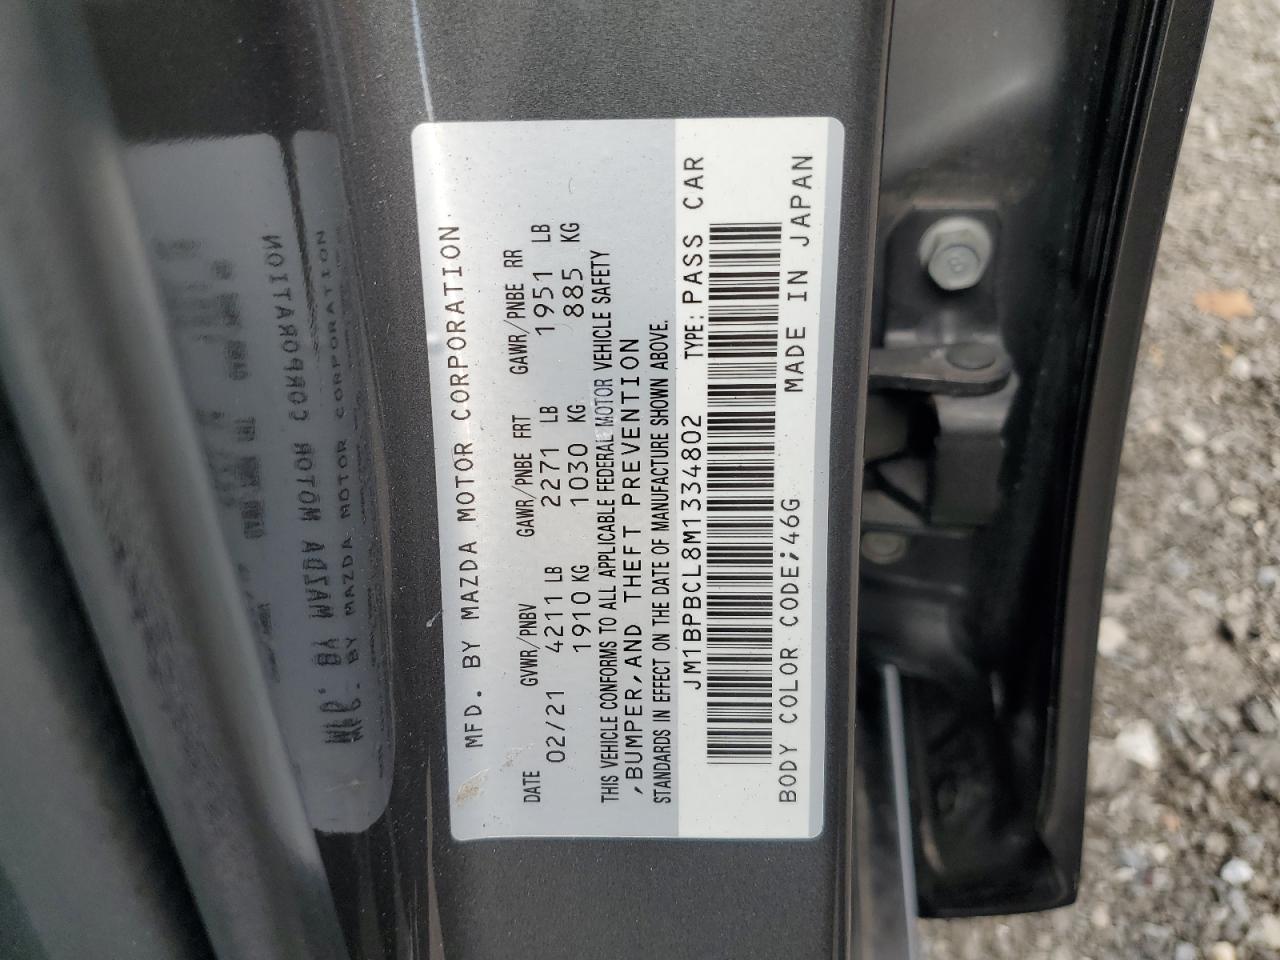 MFD. BY MAZDA MOTOR CORPORATION
DATE GVWR/PNBV GAWR/PNBE FRT GAWR/PNBE RR
02/21 4211 LB 2271 LB 1951 LB
1910 KG 1030 KG 885 KG
THIS VEHICLE CONFORMS TO ALL APPLICABLE FEDERAL MOTOR VEHICLE SAFETY
,BUMPER,AND THEFT PREVENTION
STANDARDS IN EFFECT ON THE DATE OF MANUFACTURE SHOWN ABOVE.
JM1BPBCL8M1334802 TYPE: PASS CAR
BODY COLOR CODE;46G MADE IN JAPAN